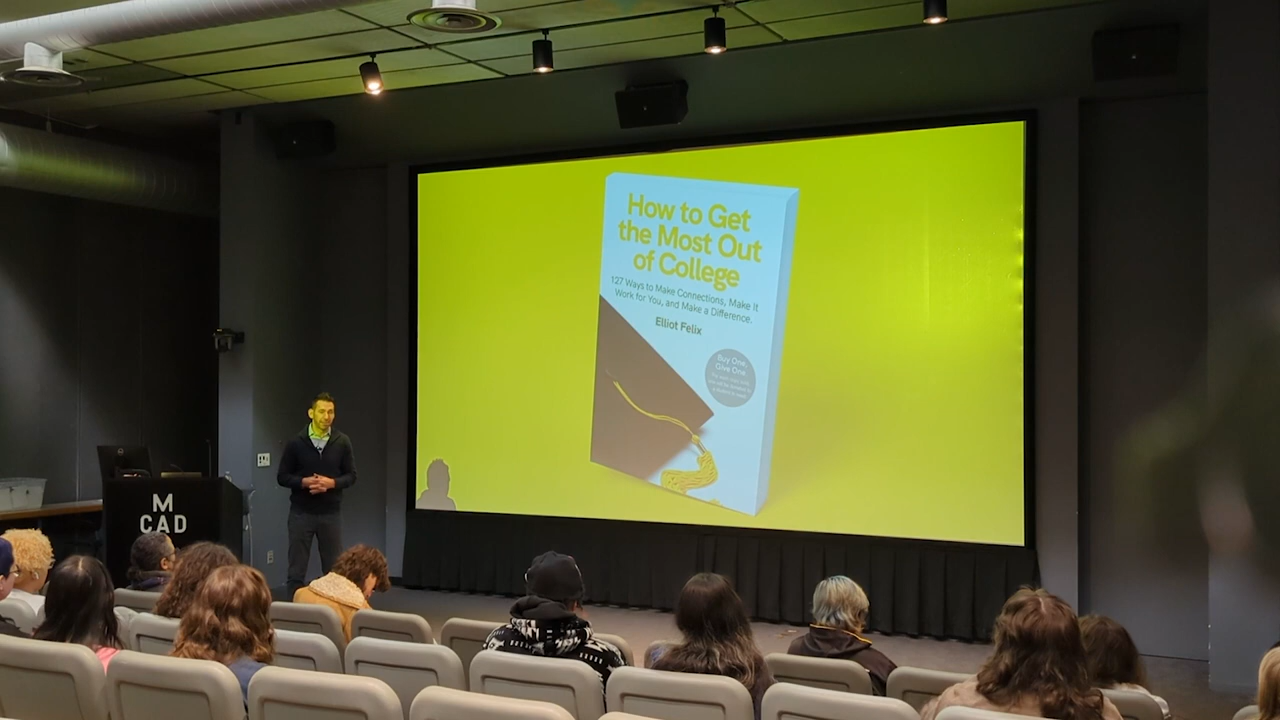 How to Get
the Most Out
of College
127 Ways to Make Connections, Make It
Work for You, and Make a Difference.
Elliot Felix
Buy One,
Give One
M
CAD